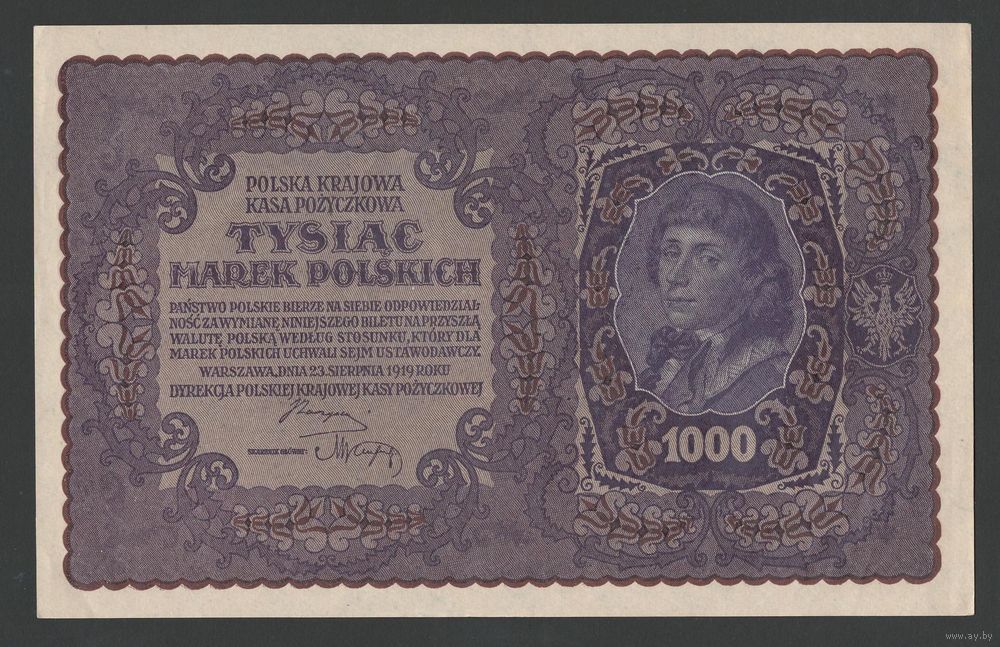 POLSKA KRAJOWA
KASA POŻYCZKOWA
TYSIĄC
MAREK POLSKICH
PAŃSTWO POLSKIE BIERZE NA SIEBIE ODPOWIEDZIAL
NOŚĆ ZA WYMIANĘ NINIEJSZEGO BILETU NA PRZYSZŁĄ
WALUTĘ POLSKĄ WEDŁUG STOSUNKU, KTÓRY DLA
MAREK POLSKICH UCHWALI SEJM USTAWODAWCZY.
WARSZAWA, DNIA 23. SIERPNIA 1919 ROKU
DYREKCJA POLSKIEJ KRAJOWEJ KASY POŻYCZKOWEJ
SKARBNIK GŁÓWNY:
1000
www.ay.by